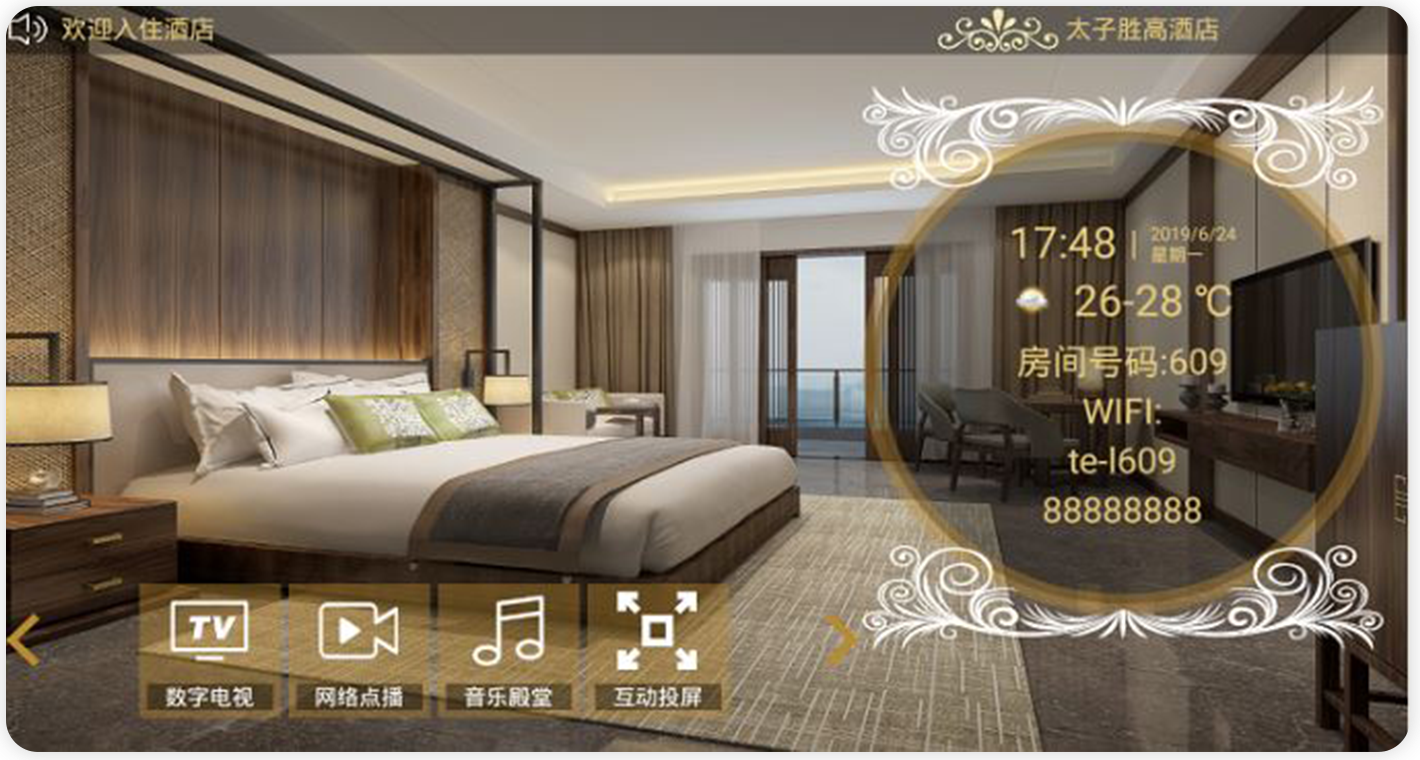 欢迎入住酒店
太子胜高酒店
17:48
2019/6/24
星期一
26-28 ℃
房间号码:609
WIFI:
te-l609
88888888
TV
数字电视
网络点播
音乐殿堂
互动投屏